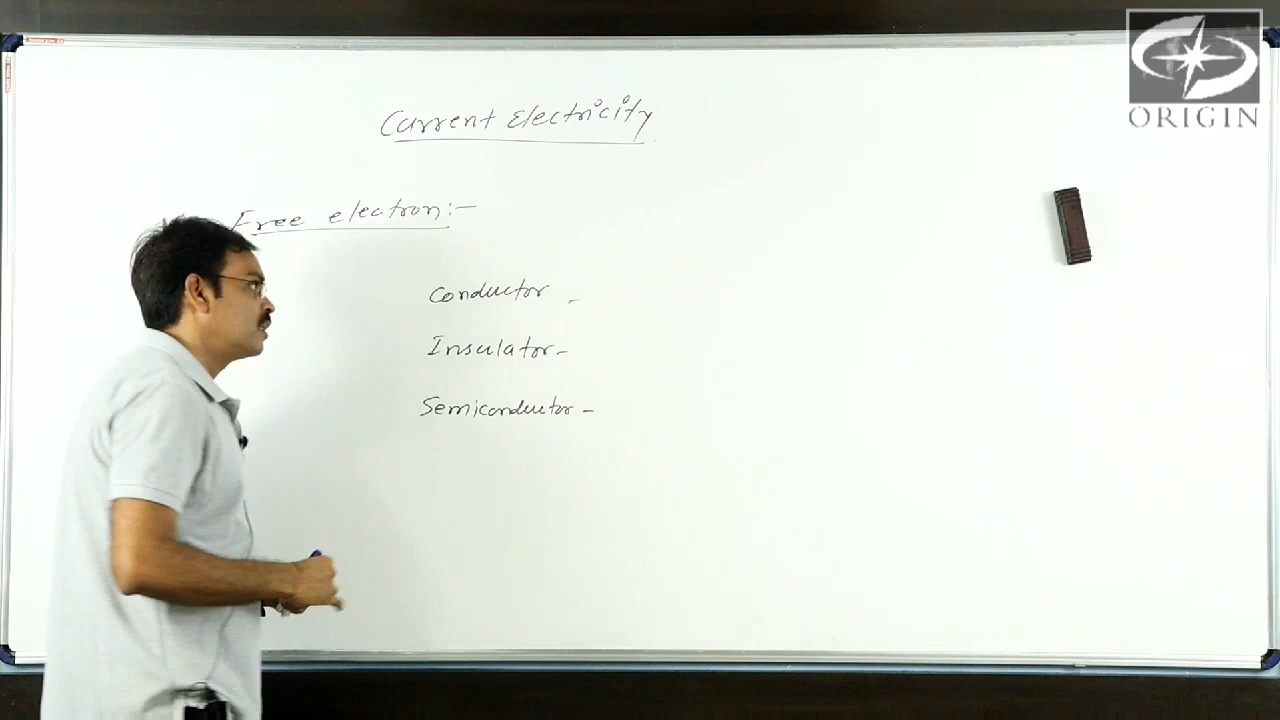 ORIGIN
Current Electricity
Free electron:-
Conductor -
Insulator -
Semiconductor -